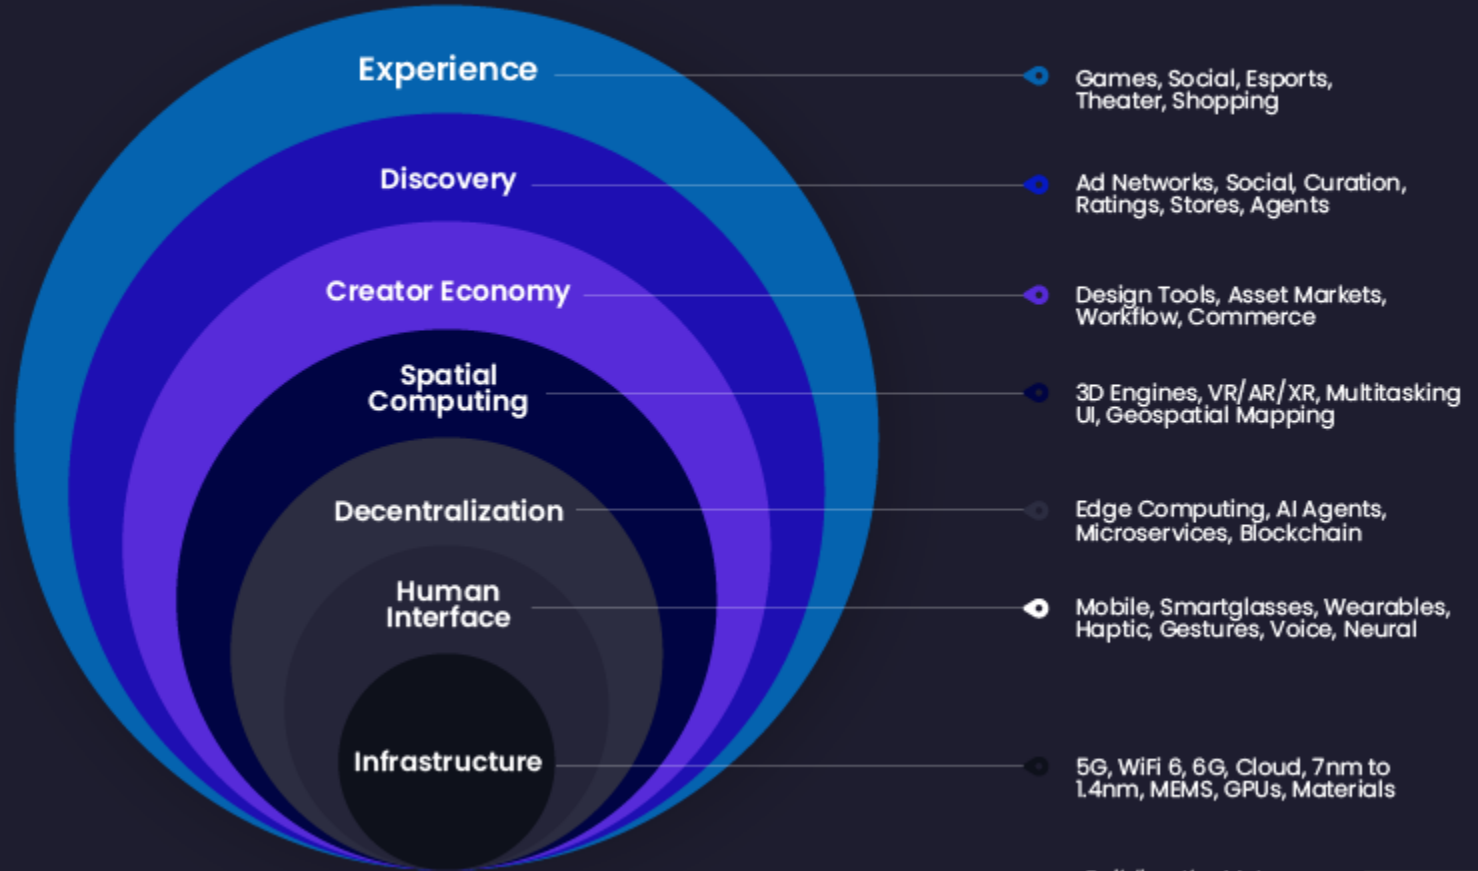 Experience
Games, Social, Esports,
Theater, Shopping
Discovery
Ad Networks, Social, Curation,
Ratings, Stores, Agents
Creator Economy
Design Tools, Asset Markets,
Workflow, Commerce
Spatial
Computing
3D Engines, VR/AR/XR, Multitasking
UI, Geospatial Mapping
Decentralization
Edge Computing, AI Agents,
Microservices, Blockchain
Human
Interface
Mobile, Smartglasses, Wearables,
Haptic, Gestures, Voice, Neural
Infrastructure
5G, WiFi 6, 6G, Cloud, 7nm to
1.4nm, MEMS, GPUs, Materials